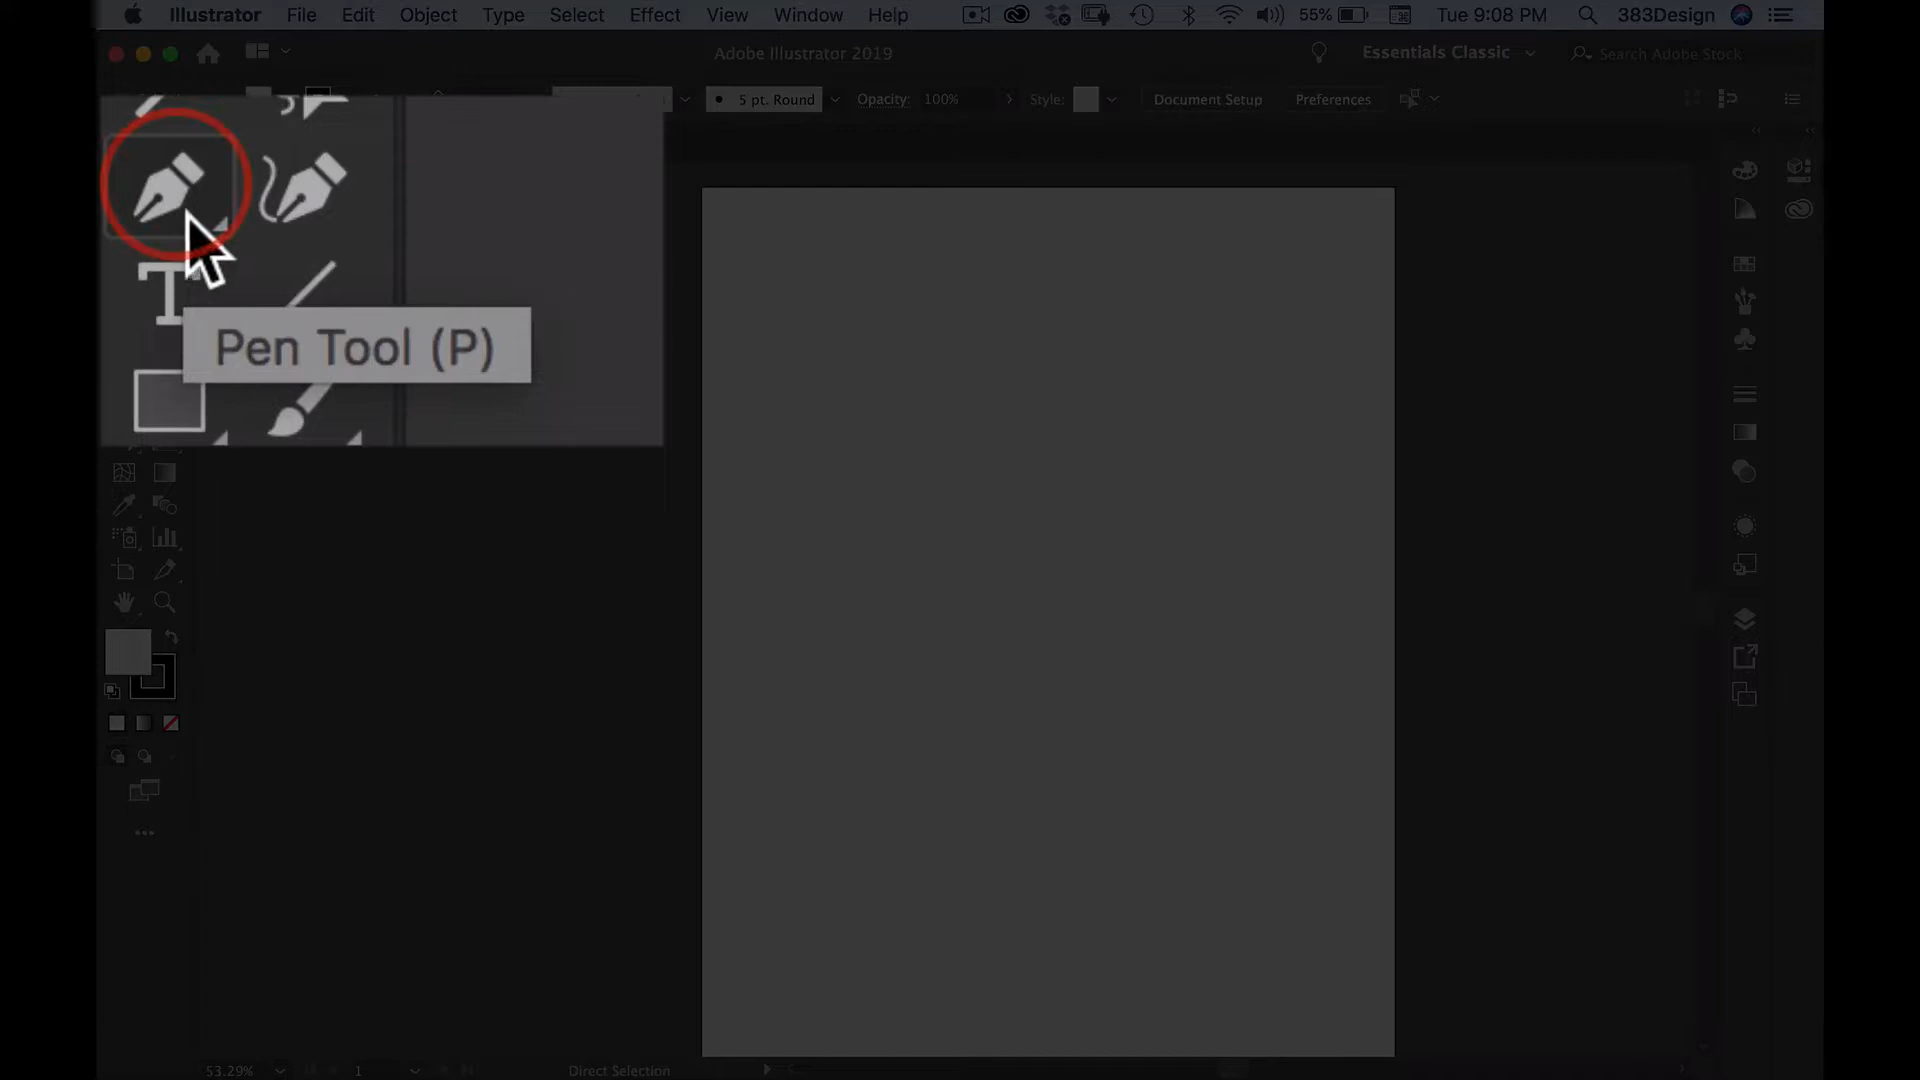 Illustrator File Edit Object Type Select Effect View Window Help 55% Tue 9:08 PM 383Design
Adobe Illustrator 2019 Essentials Classic Search Adobe Stock
5 pt. Round Opacity: 100% Style: Document Setup Preferences
T
Pen Tool (P)
53.29% 1 Direct Selection